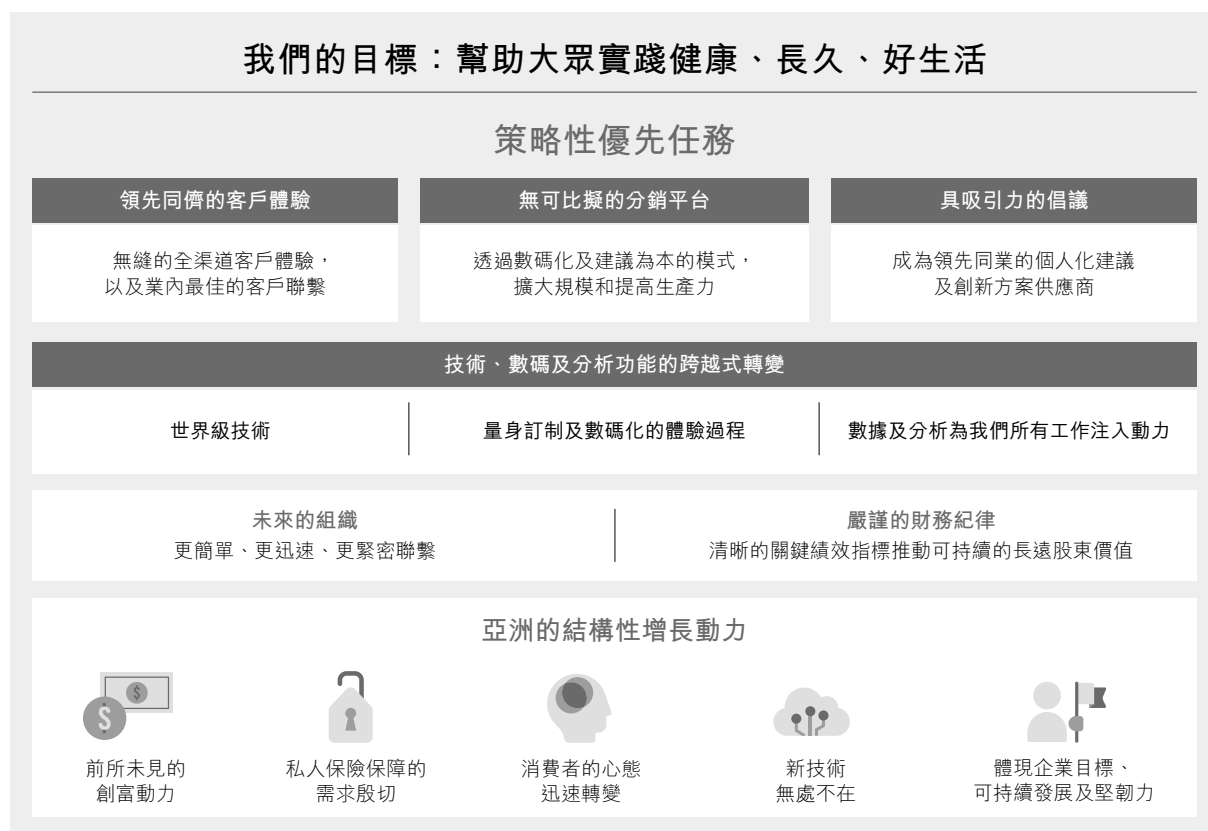 我們的目標：幫助大眾實踐健康、長久、好生活
策略性優先任務
領先同儕的客戶體驗
無縫的全渠道客戶體驗，
以及業內最佳的客戶聯繫
無可比擬的分銷平台
透過數碼化及建議為本的模式，
擴大規模和提高生產力
具吸引力的倡議
成為領先同業的個人化建議
及創新方案供應商
技術、數碼及分析功能的跨越式轉變
世界級技術
量身訂制及數碼化的體驗過程
數據及分析為我們所有工作注入動力
未來的組織
更簡單、更迅速、更緊密聯繫
嚴謹的財務紀律
清晰的關鍵績效指標推動可持續的長遠股東價值
亞洲的結構性增長動力
$
$
前所未見的
創富動力
私人保險保障的
需求殷切
消費者的心態
迅速轉變
新技術
無處不在
體現企業目標、
可持續發展及堅韌力